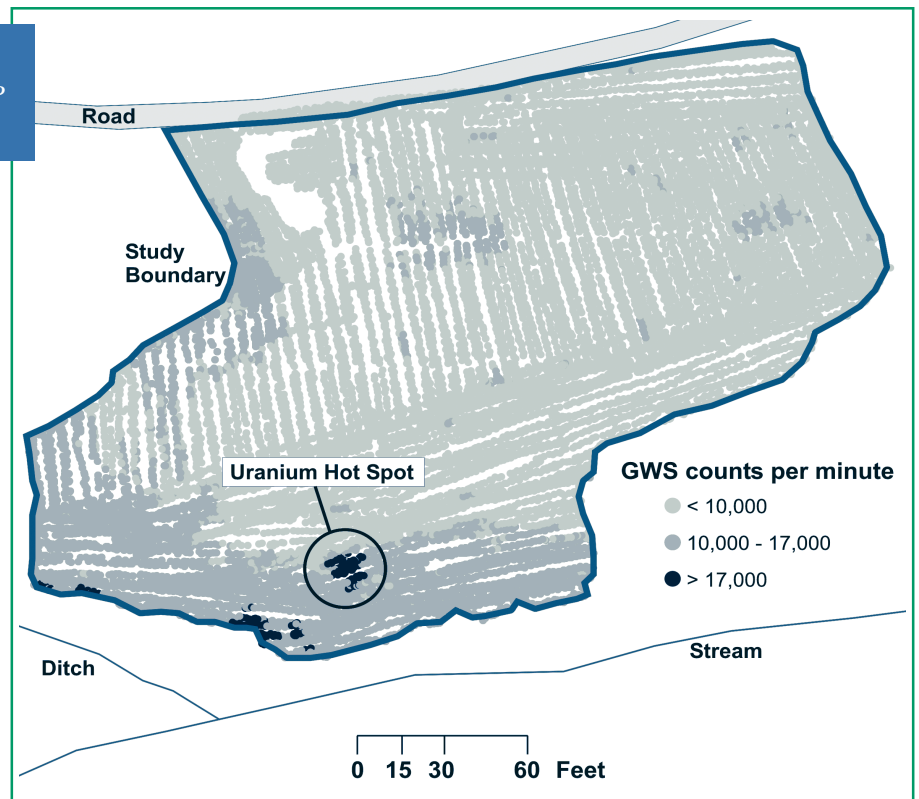 Road
Study
Boundary
Uranium Hot Spot
GWS counts per minute
< 10,000
10,000 - 17,000
> 17,000
Stream
Ditch
0 15 30 60 Feet